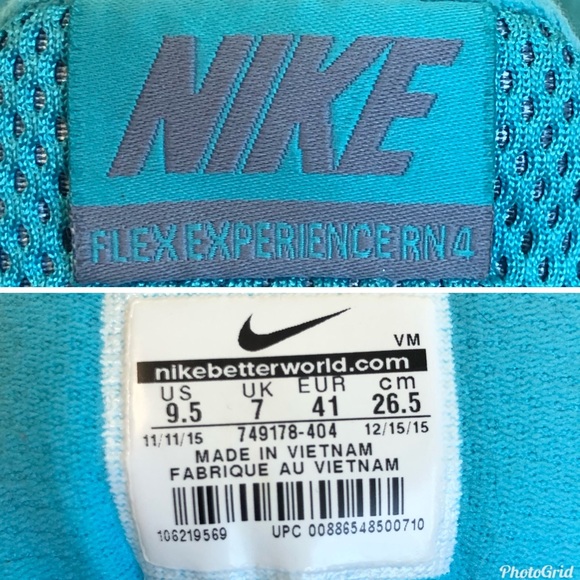 NIKE
FLEX EXPERIENCE RN 4
VM
nikebetterworld.com
US UK EUR cm
9.5 7 41 26.5
11/11/15 749178-404 12/15/15
MADE IN VIETNAM
FABRIQUE AU VIETNAM
106219569 UPC 00886548500710
PhotoGrid